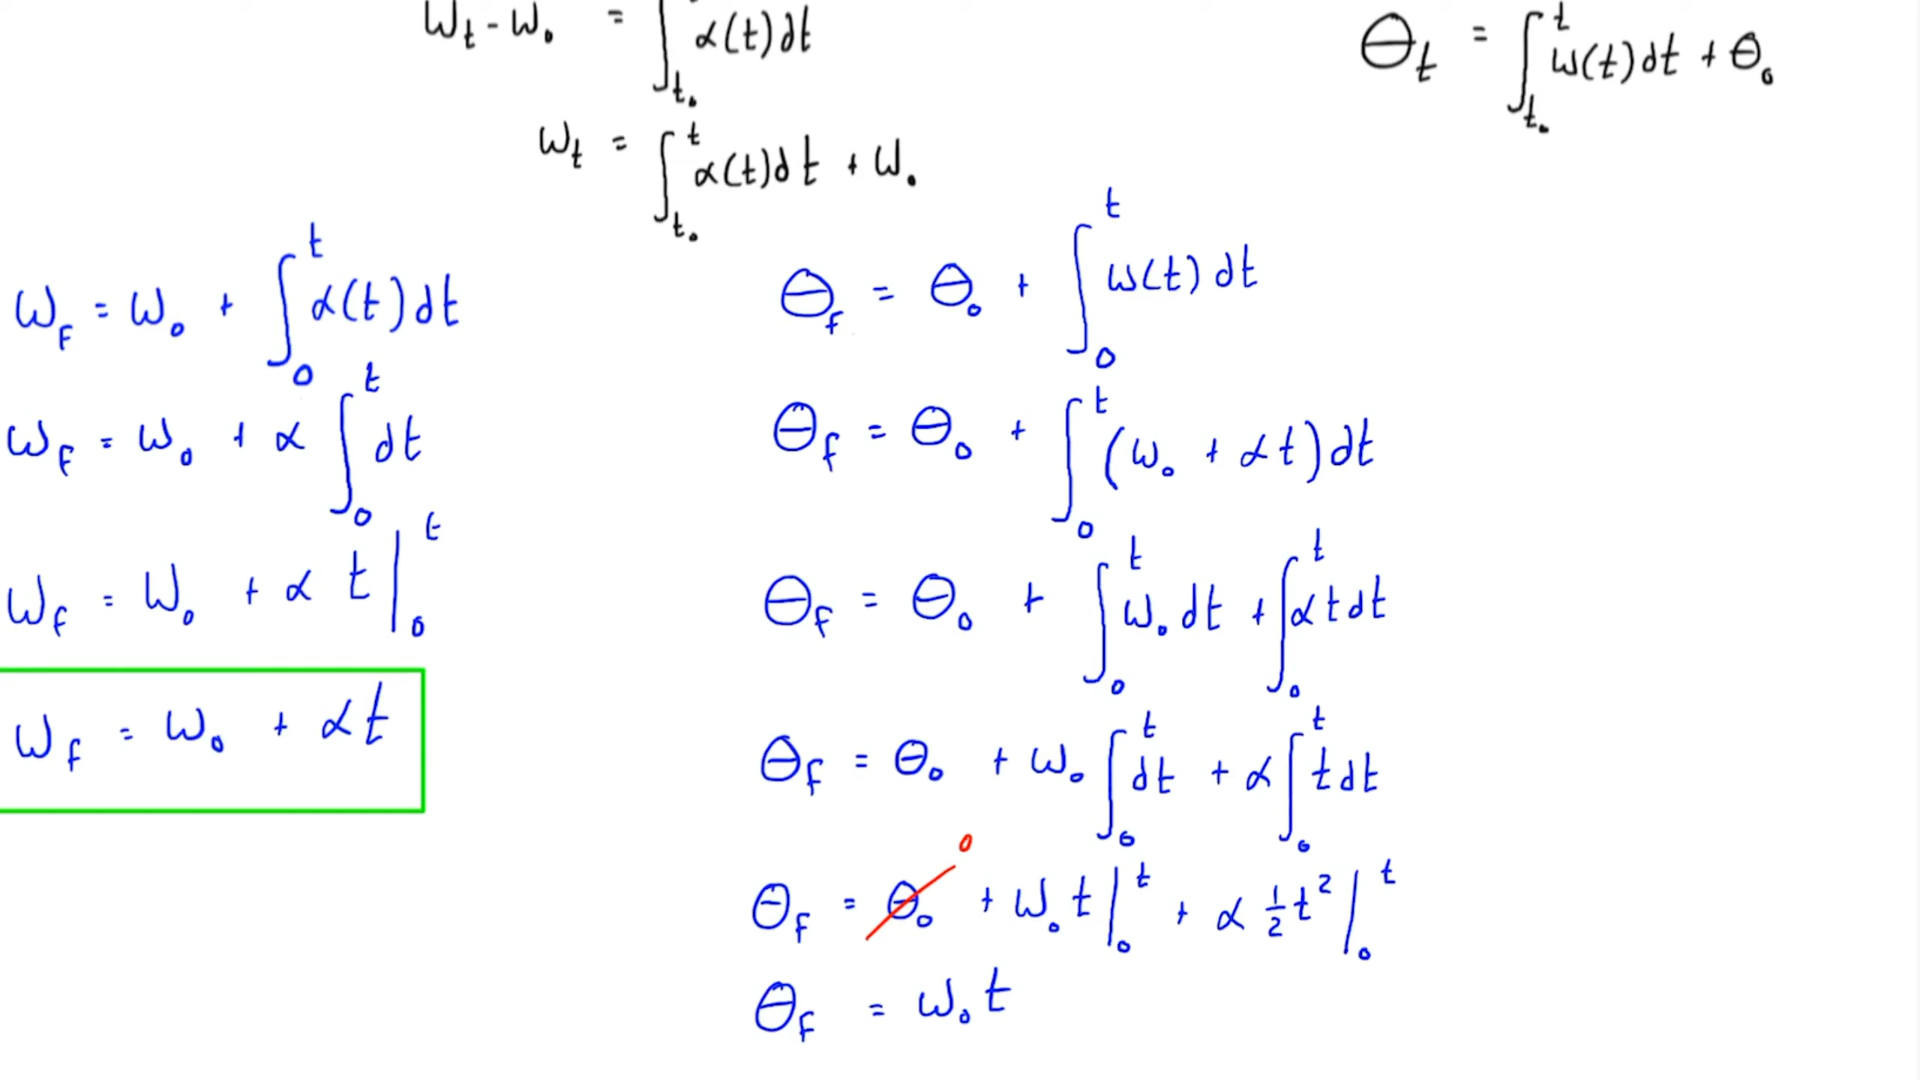 ω_t - ω_0 = ∫_{t_0} α(t)dt
θ_t = ∫_{t_0}^{t} ω(t)dt + θ_0
ω_t = ∫_{t_0}^{t} α(t)dt + ω_0
ω_f = ω_0 + ∫_0^t α(t)dt
ω_f = ω_0 + α ∫_0^t dt
ω_f = ω_0 + α t |_0^t
ω_f = ω_0 + αt
θ_f = θ_0 + ∫_0^t ω(t)dt
θ_f = θ_0 + ∫_0^t (ω_0 + αt)dt
θ_f = θ_0 + ∫_0^t ω_0 dt + ∫_0^t αtdt
θ_f = θ_0 + ω_0 ∫_0^t dt + α ∫_0^t tdt
0
θ_f = θ_0 + ω_0 t |_0^t + α ½t² |_0^t
θ_f = ω_0 t